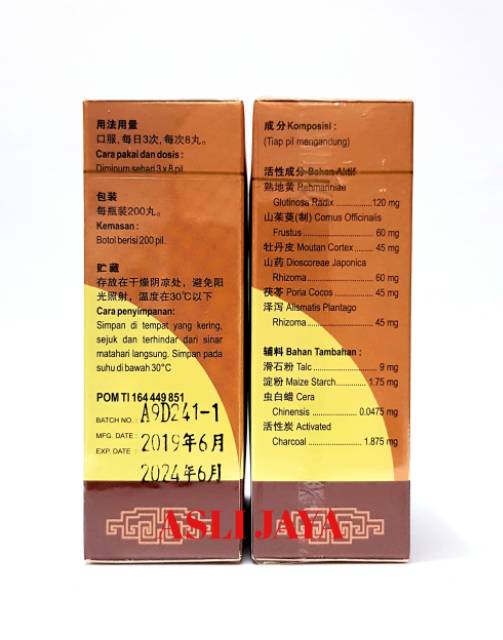 用法用量
口服, 每日3次, 每次8丸。
Cara pakai dan dosis :
Diminum sehari 3 x 8 pil
包装
每瓶装200丸。
Kemasan :
Botol berisi 200 pil.
贮藏
存放在干燥阴凉处, 避免阳
光照射, 温度在30℃以下
Cara penyimpanan:
Simpan di tempat yang kering,
sejuk dan terhindar dari sinar
matahari langsung. Simpan pada
suhu di bawah 30°C
POM TI 164 449 851
BATCH NO. : A9D241-1
MFG. DATE : 2019年6月
EXP. DATE :
2024年6月
成分 Komposisi :
(Tiap pil mengandung)
活性成分 Bahan Aktif
熟地黄 Rehmanniae
Glutinosa Radix ............. 120 mg
山茱萸(制) Cornus Officinalis
Frustus ........................ 60 mg
牡丹皮 Moutan Cortex ....... 45 mg
山药 Dioscoreae Japonica
Rhizoma ..................... 60 mg
茯苓 Poria Cocos .............. 45 mg
泽泻 Alismatis Plantago
Rhizoma ..................... 45 mg
辅料 Bahan Tambahan :
滑石粉 Talc ...................... 9 mg
淀粉 Maize Starch ......... 1.75 mg
虫白蜡 Cera
Chinensis ............... 0.0475 mg
活性炭 Activated
Charcoal .................. 1.875 mg
ASLI JAYA